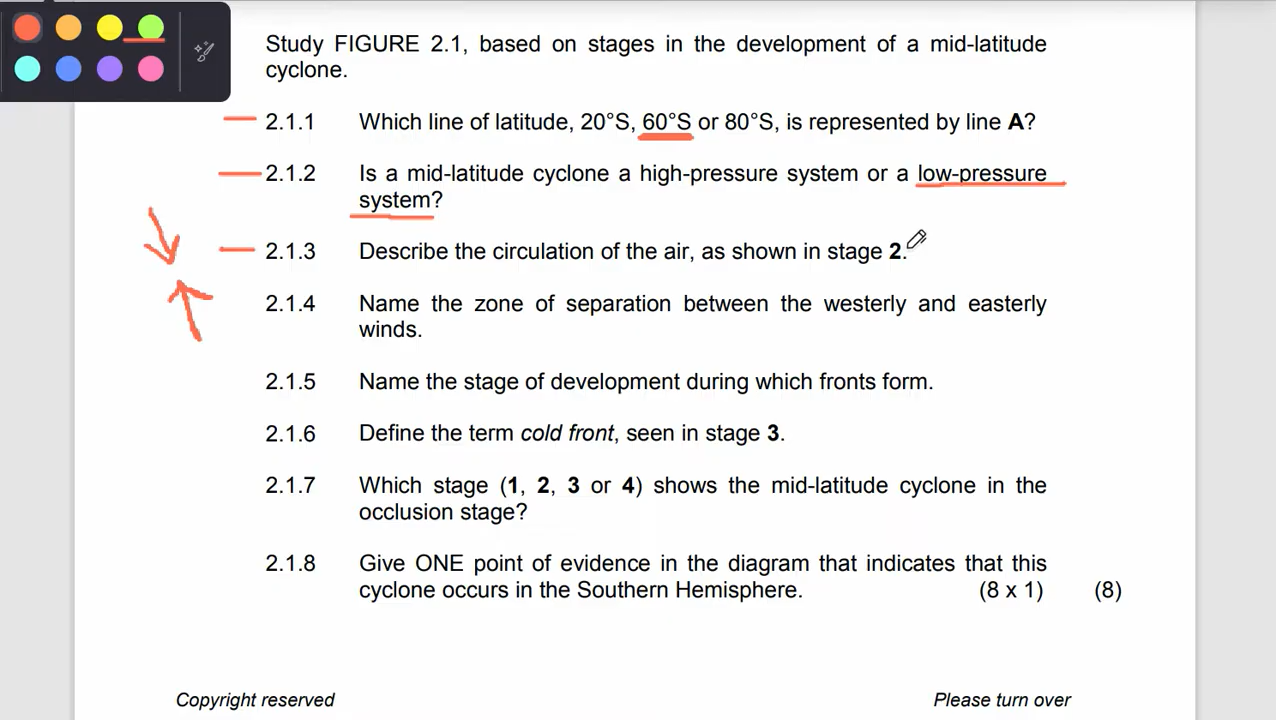 Study FIGURE 2.1, based on stages in the development of a mid-latitude
cyclone.
2.1.1 Which line of latitude, 20°S, 60°S or 80°S, is represented by line A?
2.1.2 Is a mid-latitude cyclone a high-pressure system or a low-pressure
system?
2.1.3 Describe the circulation of the air, as shown in stage 2.
2.1.4 Name the zone of separation between the westerly and easterly
winds.
2.1.5 Name the stage of development during which fronts form.
2.1.6 Define the term cold front, seen in stage 3.
2.1.7 Which stage (1, 2, 3 or 4) shows the mid-latitude cyclone in the
occlusion stage?
2.1.8 Give ONE point of evidence in the diagram that indicates that this
cyclone occurs in the Southern Hemisphere. (8 x 1) (8)
Copyright reserved Please turn over